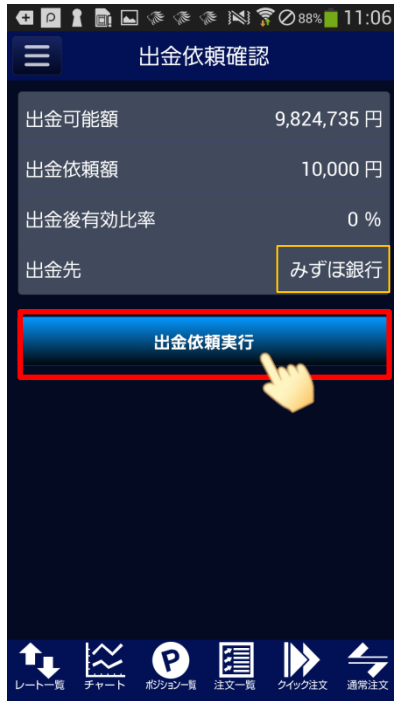 88% 11:06
出金依頼確認
出金可能額 9,824,735 円
出金依頼額 10,000 円
出金後有効比率 0 %
出金先 みずほ銀行
出金依頼実行
レート一覧 チャート ポジション一覧 注文一覧 クイック注文 通常注文